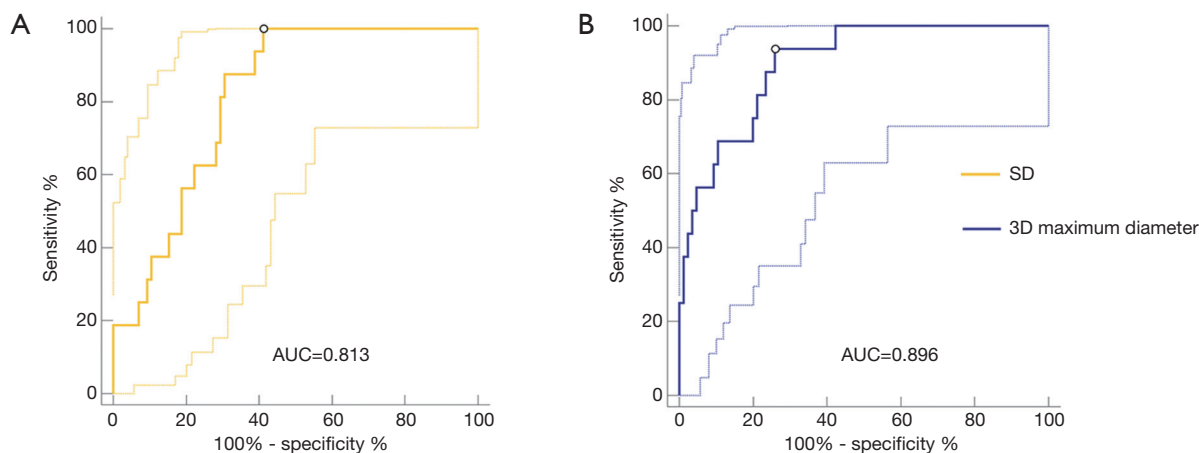 A
100
80
60
40
20
0
Sensitivity %
AUC=0.813
0 20 40 60 80 100
100% - specificity %
B
100
80
60
40
20
0
Sensitivity %
AUC=0.896
0 20 40 60 80 100
100% - specificity %
SD
3D maximum diameter